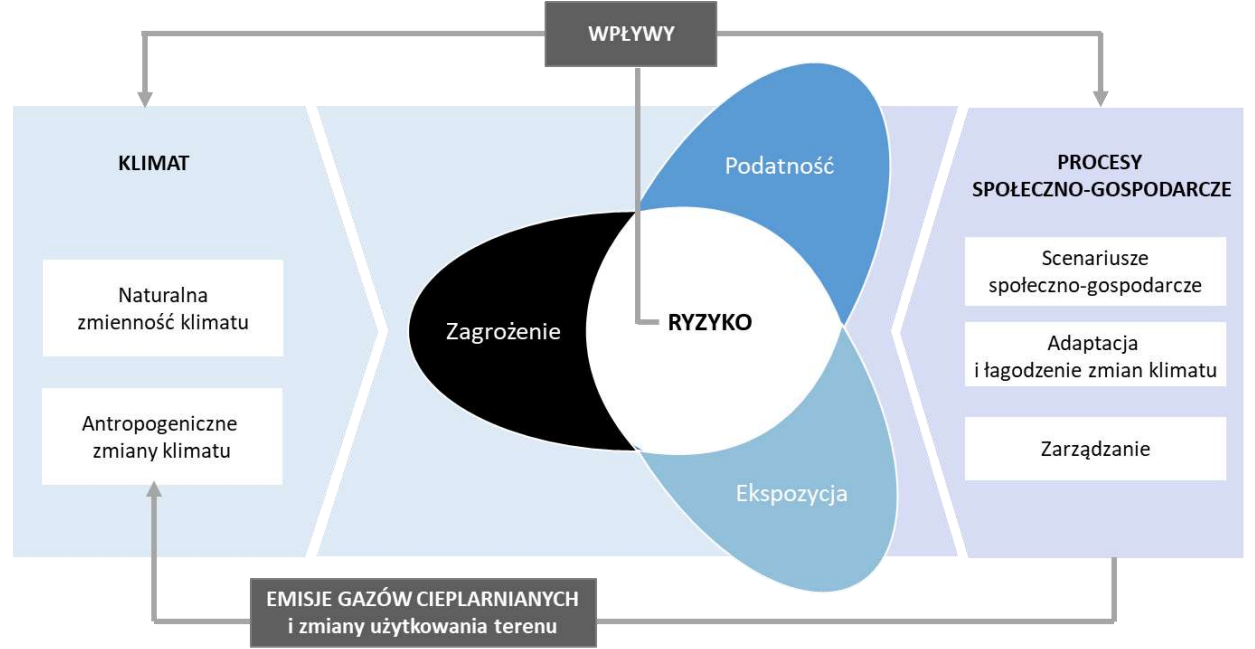 WPŁYWY
KLIMAT
Naturalna
zmienność klimatu
Antropogeniczne
zmiany klimatu
Podatność
Zagrożenie
RYZYKO
Ekspozycja
PROCESY
SPOŁECZNO-GOSPODARCZE
Scenariusze
społeczno-gospodarcze
Adaptacja
i łagodzenie zmian klimatu
Zarządzanie
EMISJE GAZÓW CIEPLARNIANYCH
i zmiany użytkowania terenu